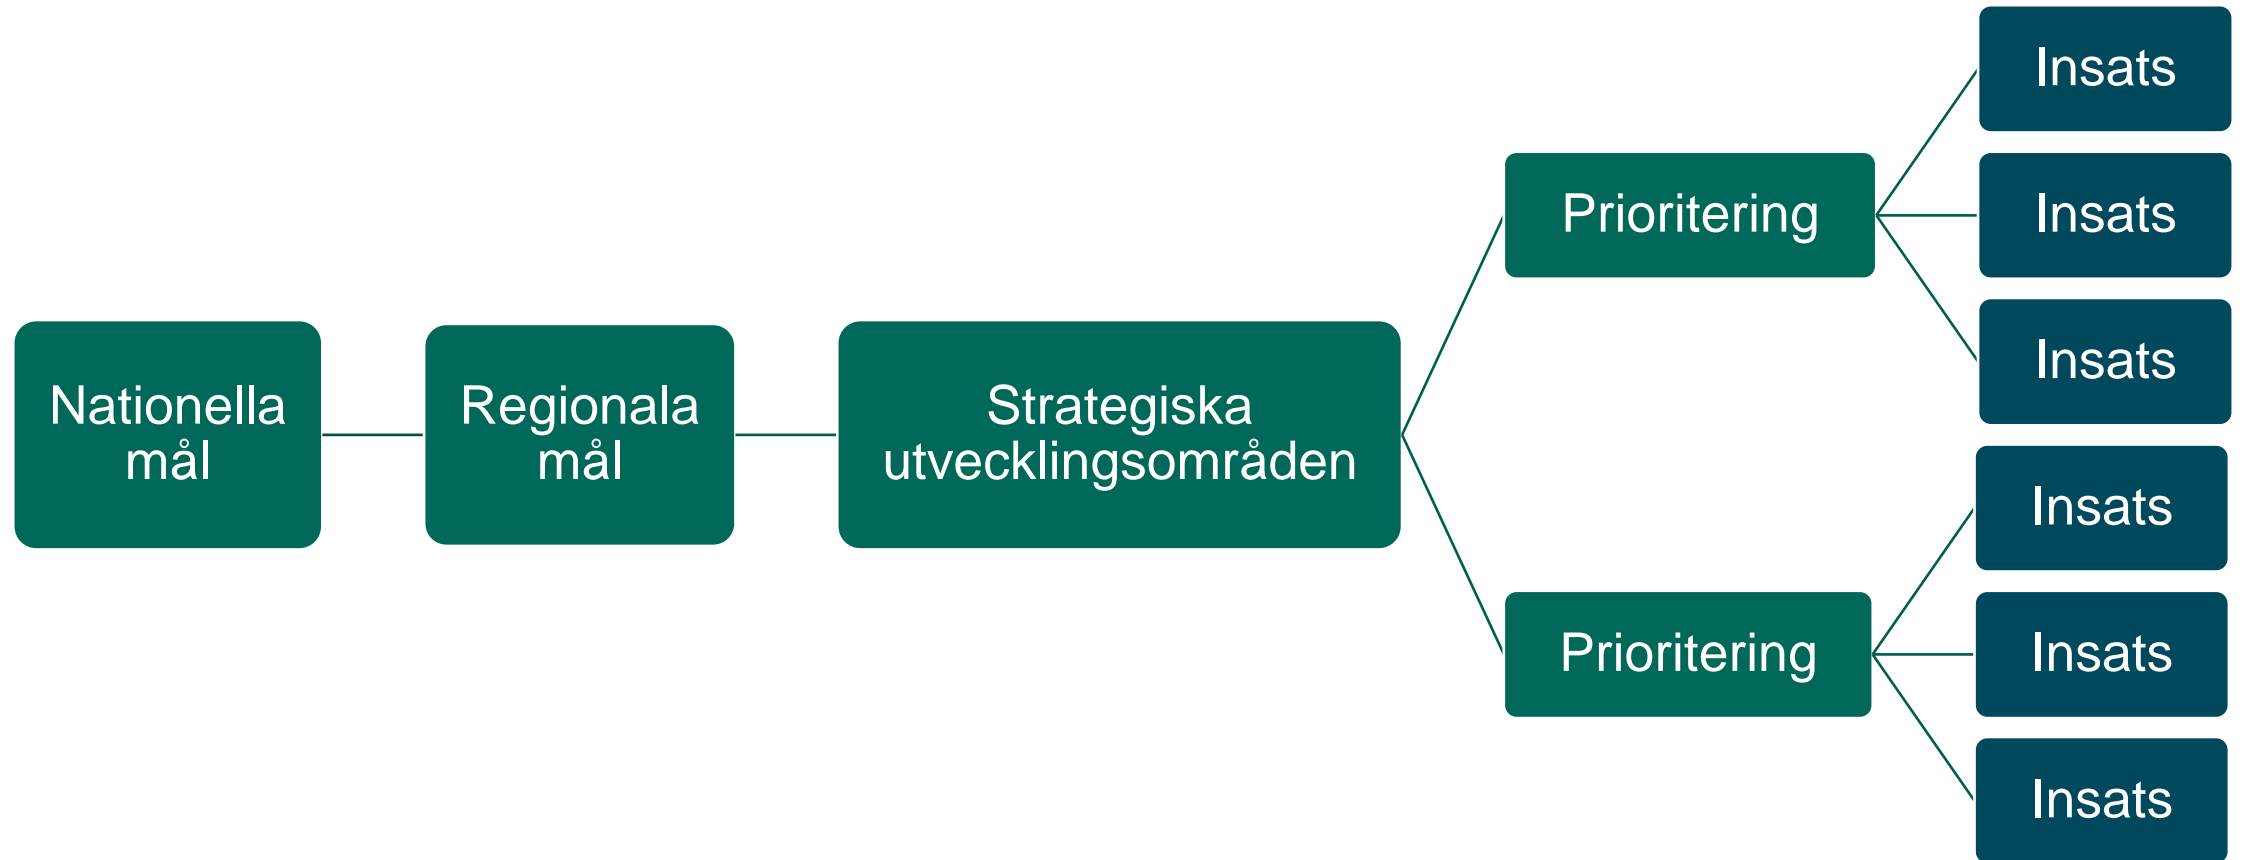 Nationella
mål
Regionala
mål
Strategiska
utvecklingsområden
Prioritering
Insats
Insats
Insats
Prioritering
Insats
Insats
Insats